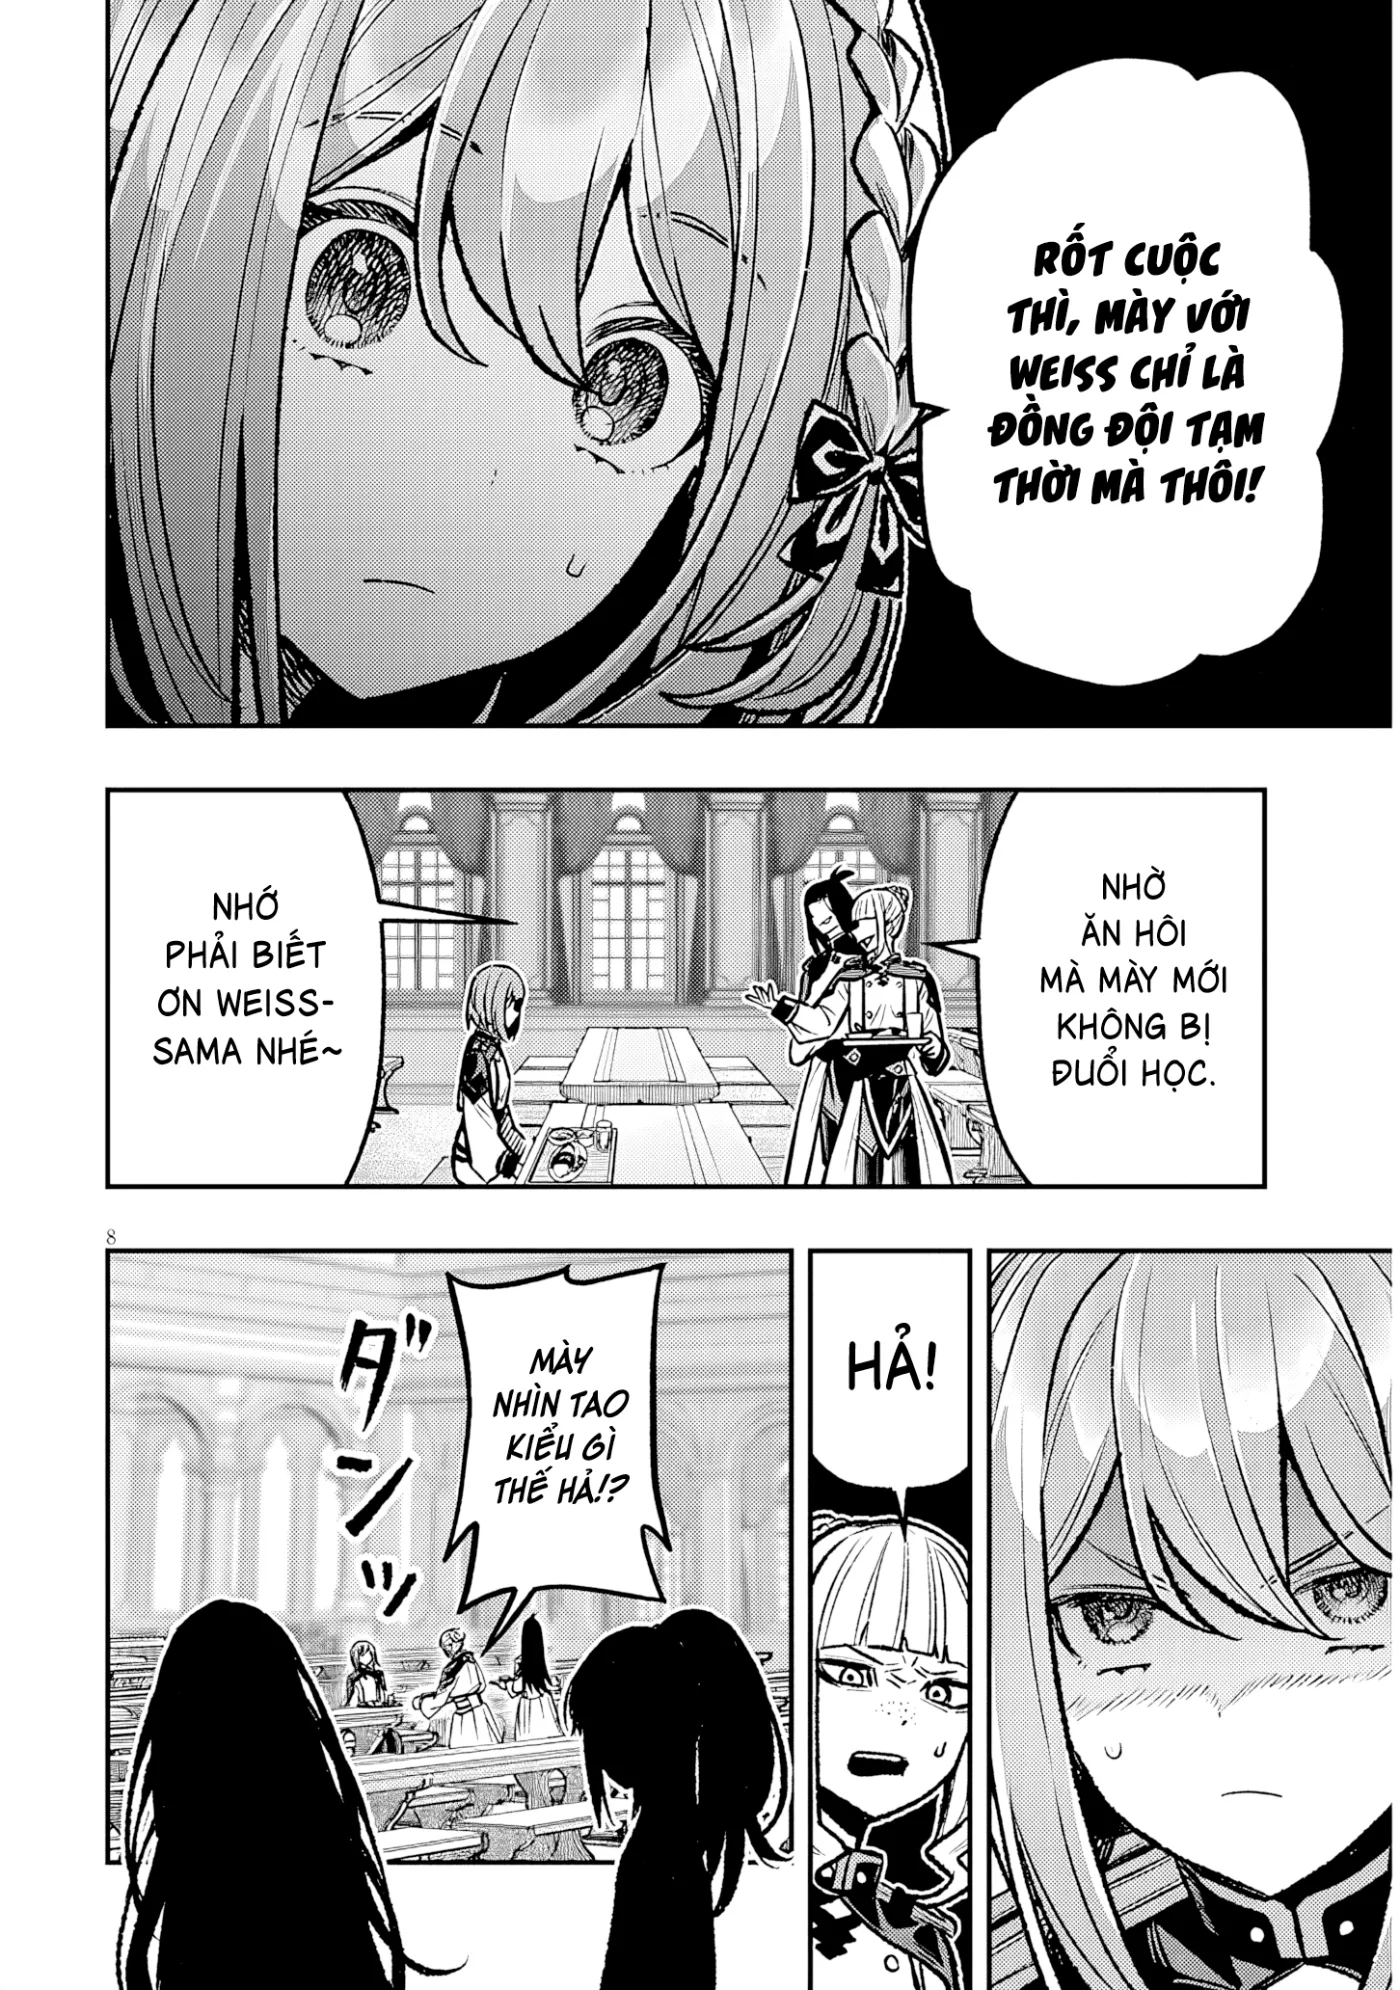 RỐT CUỘC
THÌ, MÀY VỚI
WEISS CHỈ LÀ
ĐỒNG ĐỘI TẠM
THỜI MÀ THÔI!
NHỜ
ĂN HÔI
MÀ MÀY MỚI
KHÔNG BỊ
ĐUỔI HỌC.
NHỚ
PHẢI BIẾT
ƠN WEISS-
SAMA NHÉ~
8
HẢ!
MÀY
NHÌN TAO
KIỂU GÌ
THẾ HẢ!?
ダンッ